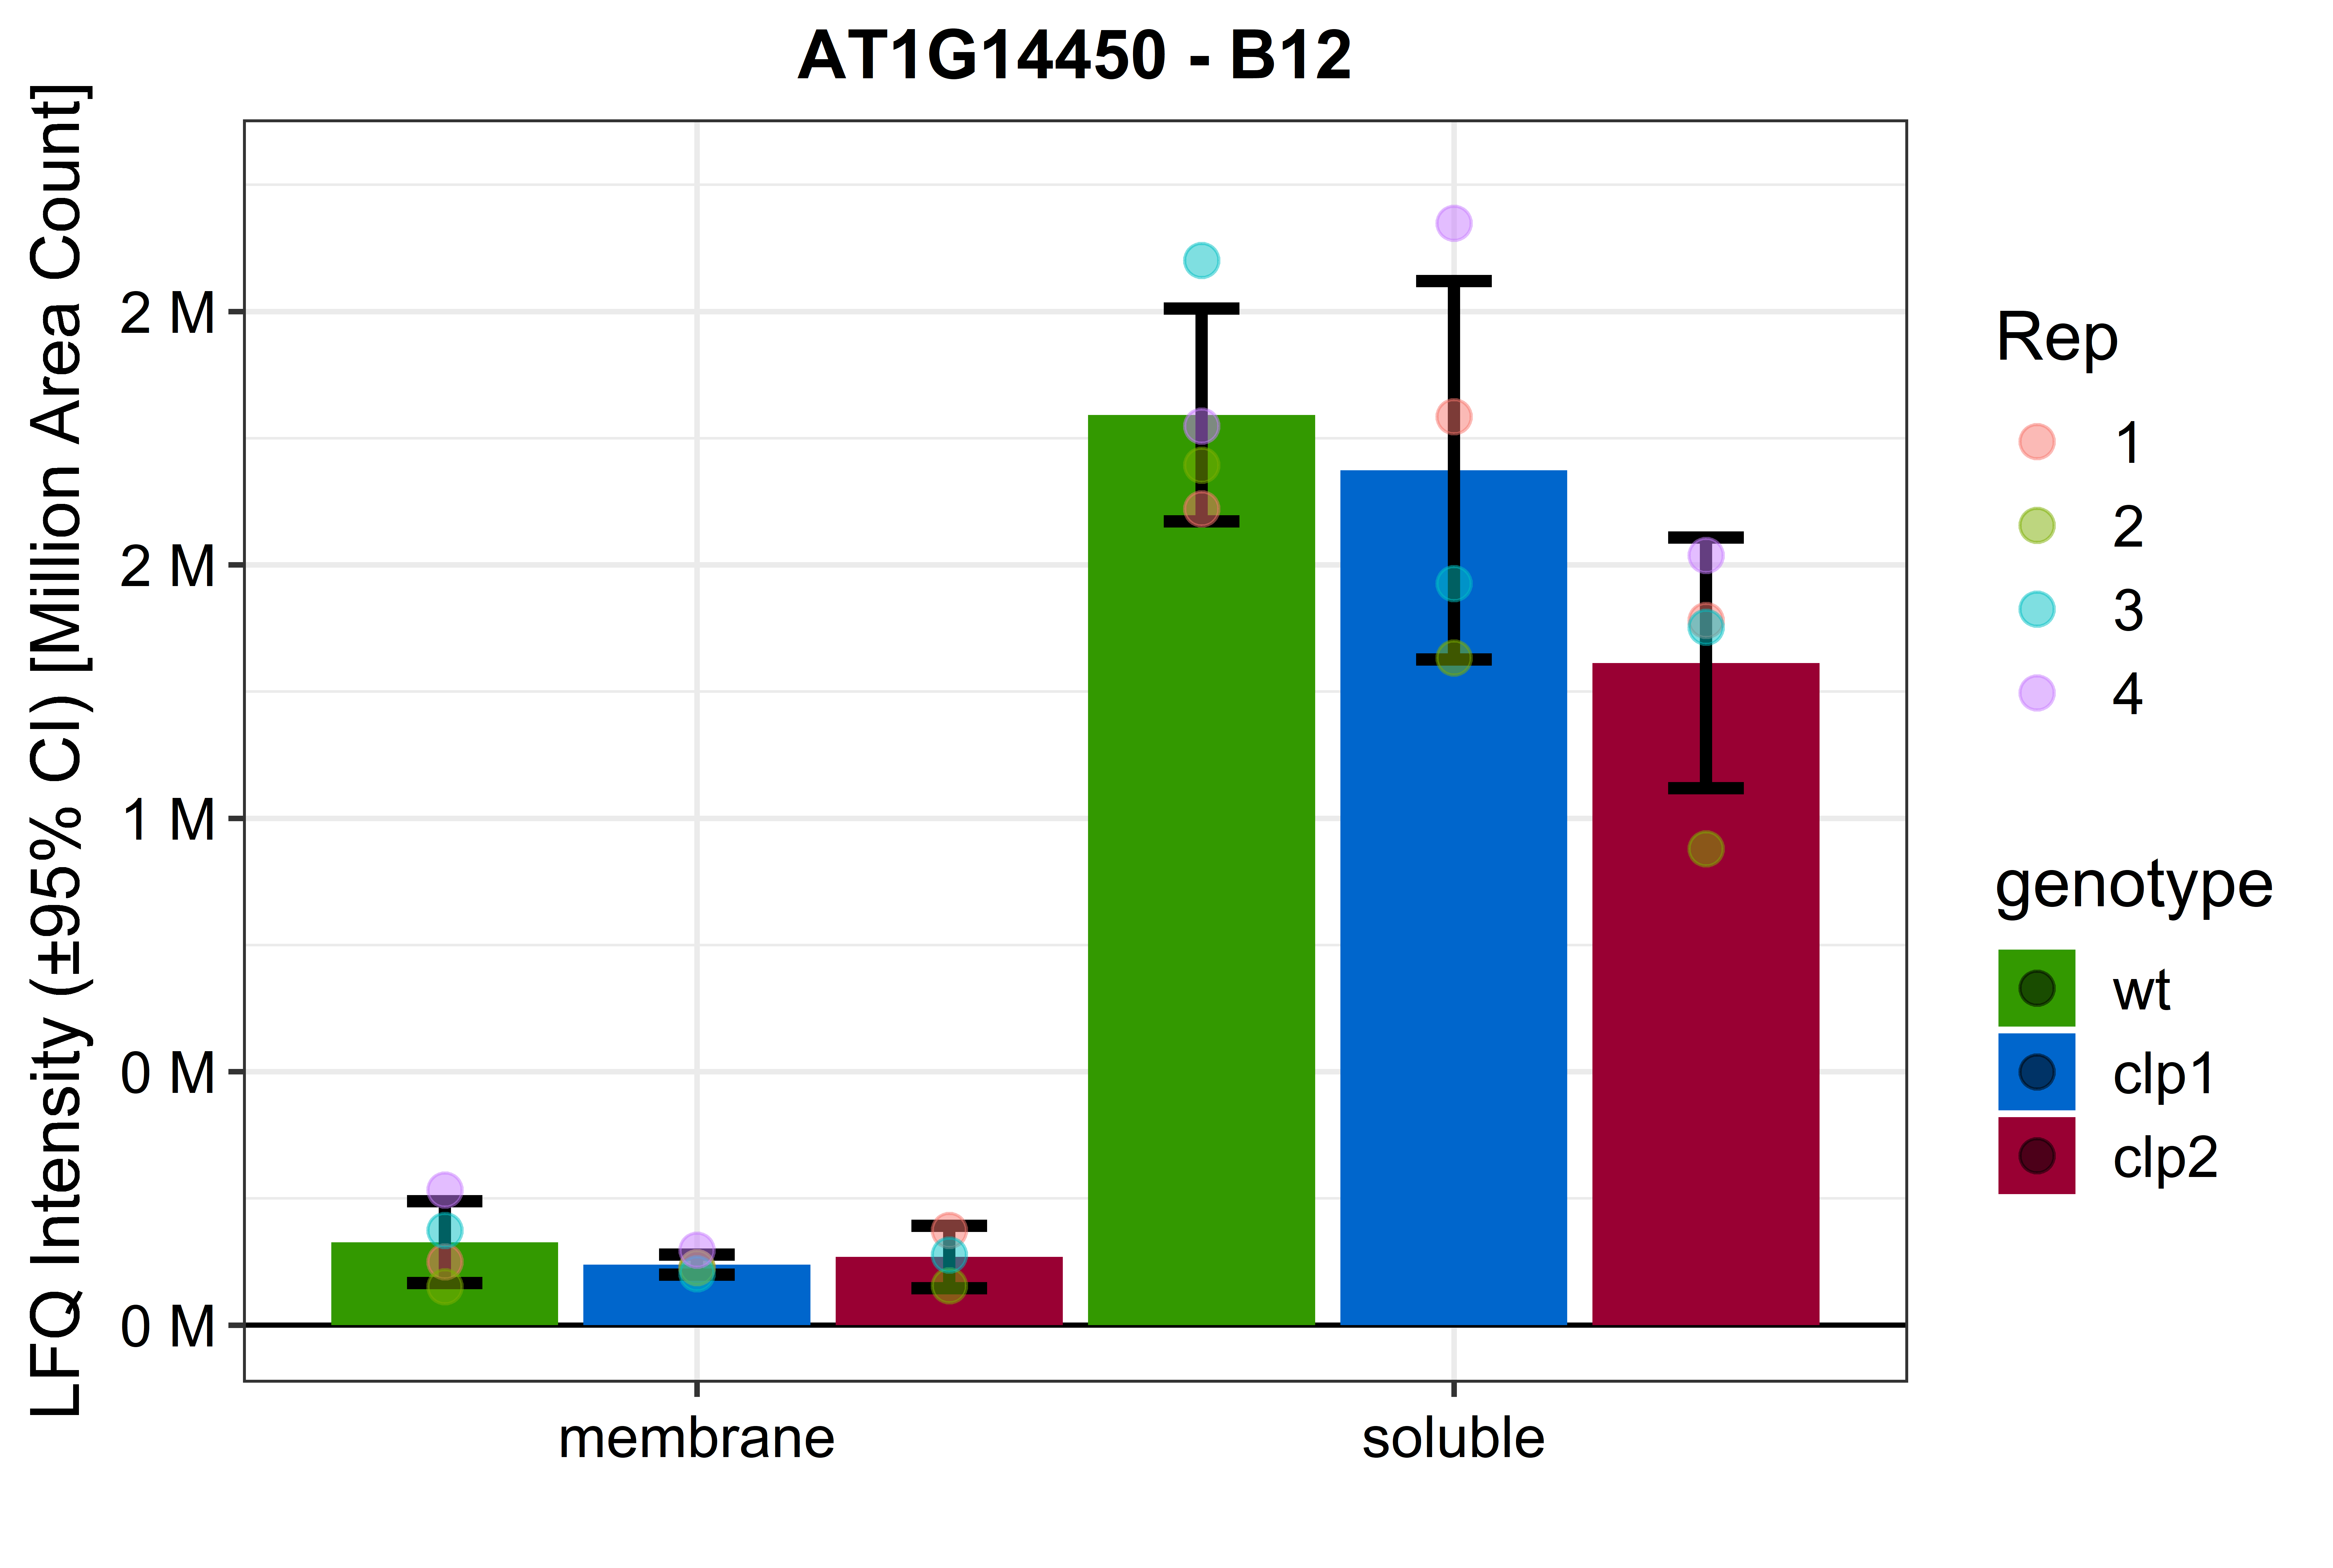 AT1G14450 - B12
LFQ Intensity (±95% CI) [Million Area Count]
2 M
2 M
1 M
0 M
0 M
membrane
soluble
Rep
1
2
3
4
genotype
wt
clp1
clp2